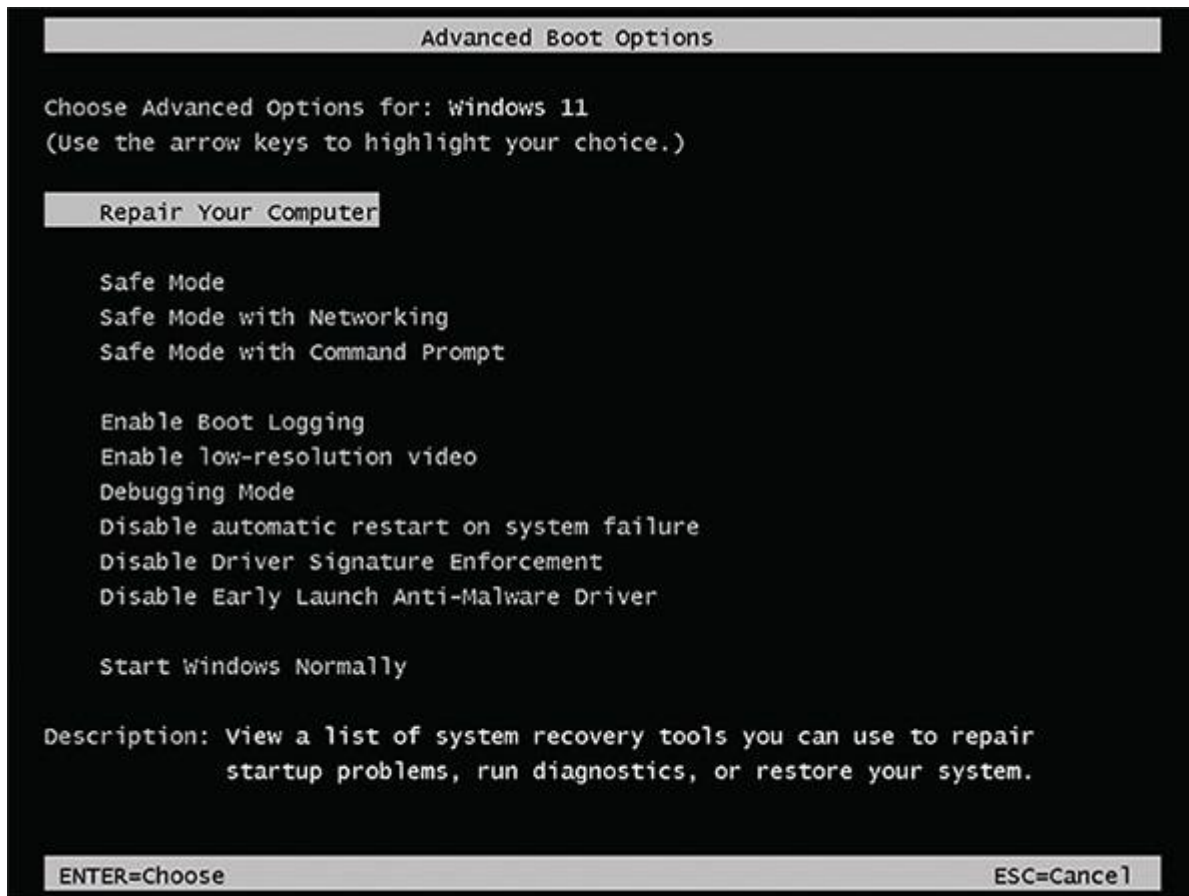 Advanced Boot Options
Choose Advanced Options for: Windows 11
(Use the arrow keys to highlight your choice.)
Repair Your Computer
Safe Mode
Safe Mode with Networking
Safe Mode with Command Prompt
Enable Boot Logging
Enable low-resolution video
Debugging Mode
Disable automatic restart on system failure
Disable Driver Signature Enforcement
Disable Early Launch Anti-Malware Driver
Start Windows Normally
Description: View a list of system recovery tools you can use to repair
startup problems, run diagnostics, or restore your system.
ENTER=Choose ESC=Cancel